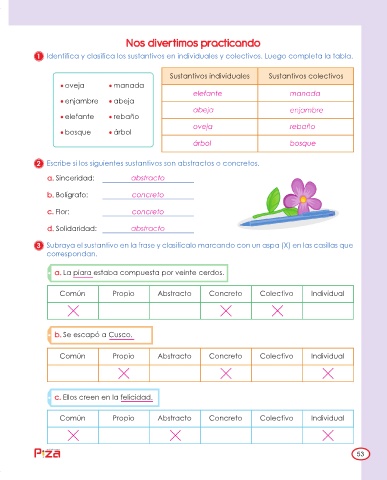 Nos divertimos practicando
1 Identifica y clasifica los sustantivos en individuales y colectivos. Luego completa la tabla.
• oveja • manada
• enjambre • abeja
• elefante • rebaño
• bosque • árbol
Sustantivos individuales Sustantivos colectivos
elefante manada
abeja enjambre
oveja rebaño
árbol bosque
2 Escribe si los siguientes sustantivos son abstractos o concretos.
a. Sinceridad: abstracto
b. Bolígrafo: concreto
c. Flor: concreto
d. Solidaridad: abstracto
3 Subraya el sustantivo en la frase y clasifícalo marcando con un aspa (X) en las casillas que
correspondan.
a. La piara estaba compuesta por veinte cerdos.
Común Propio Abstracto Concreto Colectivo Individual
X X X
b. Se escapó a Cusco.
Común Propio Abstracto Concreto Colectivo Individual
X X X
c. Ellos creen en la felicidad.
Común Propio Abstracto Concreto Colectivo Individual
X X X
Piza 53